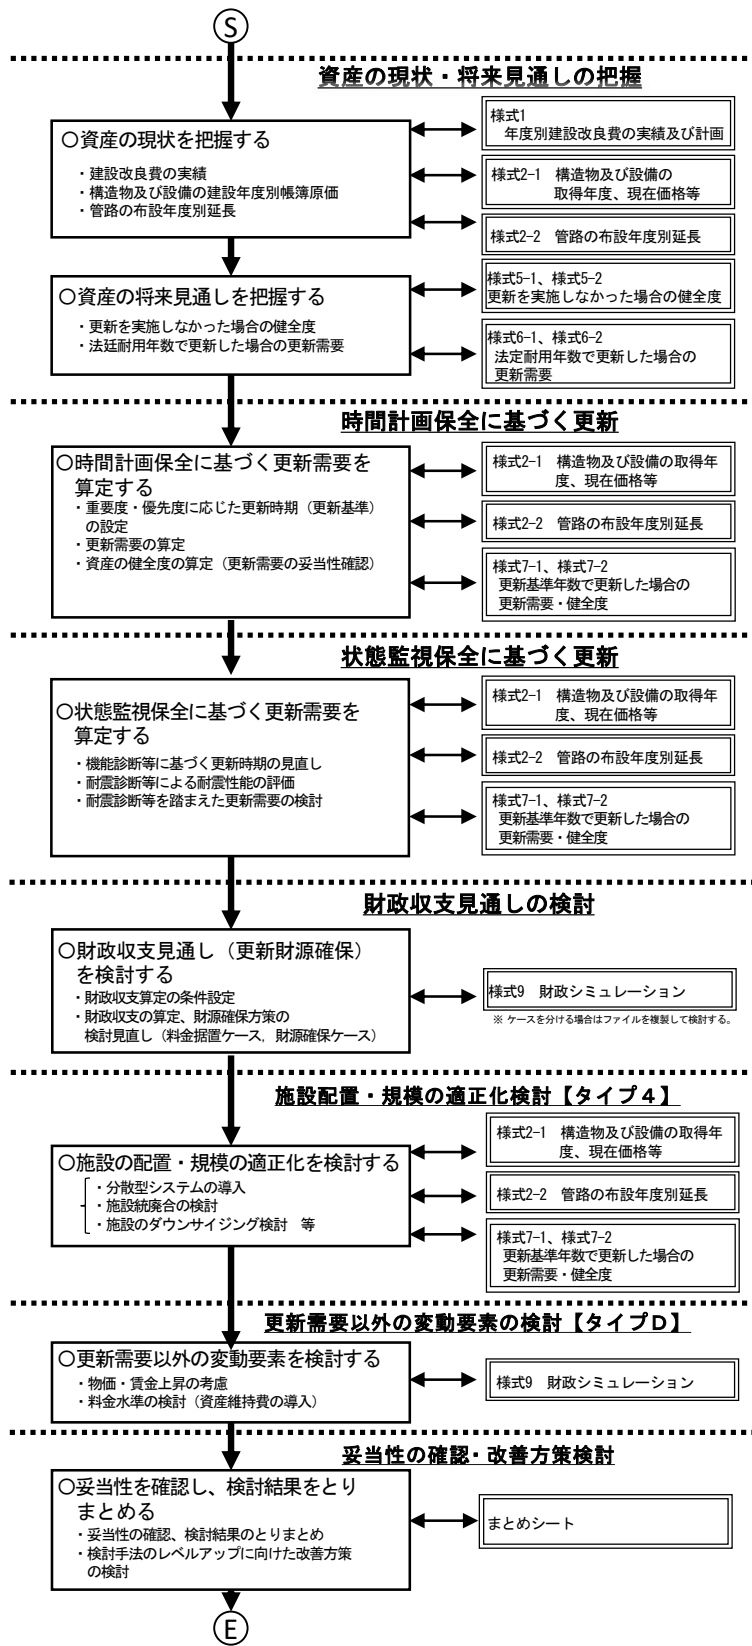 S
資産の現状・将来見通しの把握
〇資産の現状を把握する
・建設改良費の実績
・構造物及び設備の建設年度別帳簿原価
・管路の布設年度別延長
様式1
年度別建設改良費の実績及び計画
様式2-1 構造物及び設備の
取得年度、現在価格等
様式2-2 管路の布設年度別延長
〇資産の将来見通しを把握する
・更新を実施しなかった場合の健全度
・法廷耐用年数で更新した場合の更新需要
様式5-1、様式5-2
更新を実施しなかった場合の健全度
様式6-1、様式6-2
法定耐用年数で更新した場合の
更新需要
時間計画保全に基づく更新
〇時間計画保全に基づく更新需要を
算定する
・重要度・優先度に応じた更新時期（更新基準）
の設定
・更新需要の算定
・資産の健全度の算定（更新需要の妥当性確認）
様式2-1 構造物及び設備の取得年
度、現在価格等
様式2-2 管路の布設年度別延長
様式7-1、様式7-2
更新基準年数で更新した場合の
更新需要・健全度
状態監視保全に基づく更新
〇状態監視保全に基づく更新需要を
算定する
・機能診断等に基づく更新時期の見直し
・耐震診断等による耐震性能の評価
・耐震診断等を踏まえた更新需要の検討
様式2-1 構造物及び設備の取得年
度、現在価格等
様式2-2 管路の布設年度別延長
様式7-1、様式7-2
更新基準年数で更新した場合の
更新需要・健全度
財政収支見通しの検討
〇財政収支見通し（更新財源確保）
を検討する
・財政収支算定の条件設定
・財政収支の算定、財源確保方策の
検討見直し（料金据置ケース, 財源確保ケース）
様式9 財政シミュレーション
※ ケースを分ける場合はファイルを複製して検討する。
施設配置・規模の適正化検討【タイプ４】
〇施設の配置・規模の適正化を検討する
・分散型システムの導入
・施設統廃合の検討
・施設のダウンサイジング検討 等
様式2-1 構造物及び設備の取得年
度、現在価格等
様式2-2 管路の布設年度別延長
様式7-1、様式7-2
更新基準年数で更新した場合の
更新需要・健全度
更新需要以外の変動要素の検討【タイプＤ】
〇更新需要以外の変動要素を検討する
・物価・賃金上昇の考慮
・料金水準の検討（資産維持費の導入）
様式9 財政シミュレーション
妥当性の確認・改善方策検討
〇妥当性を確認し、検討結果をとり
まとめる
・妥当性の確認、検討結果のとりまとめ
・検討手法のレベルアップに向けた改善方策
の検討
まとめシート
E